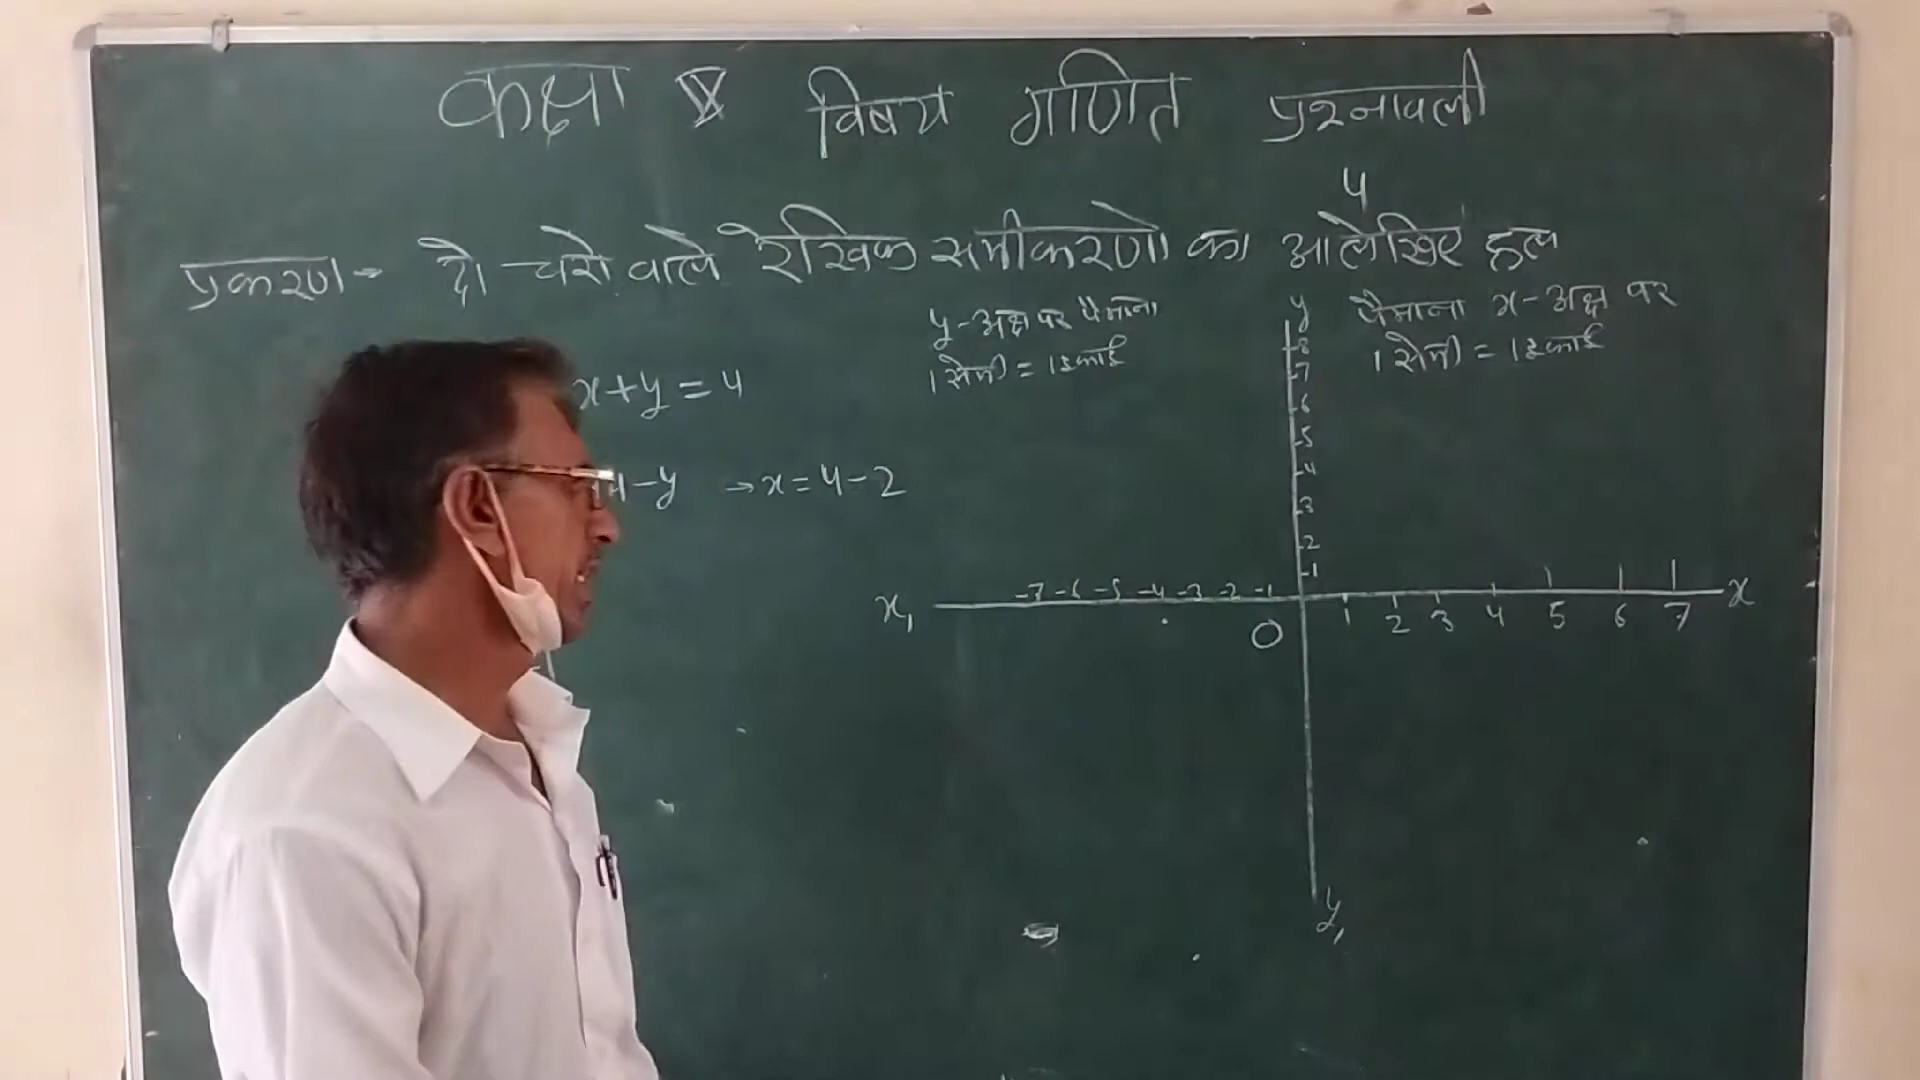 कक्षा X विषय गणित प्रश्नावली
4
प्रकरण → दो चरो वाले रेखिक समीकरणो का आलेखिए हल
y-अक्ष पर पैमाना
1 सेमी = 1 इकाई
y
पैमाना x-अक्ष पर
1 सेमी = 1 इकाई
x+y=4
4-y → x=4-2
8
7
6
5
4
3
2
1
x₁ -7 -6 -5 -4 -3 -2 -1 x
O 1 2 3 4 5 6 7
y₁